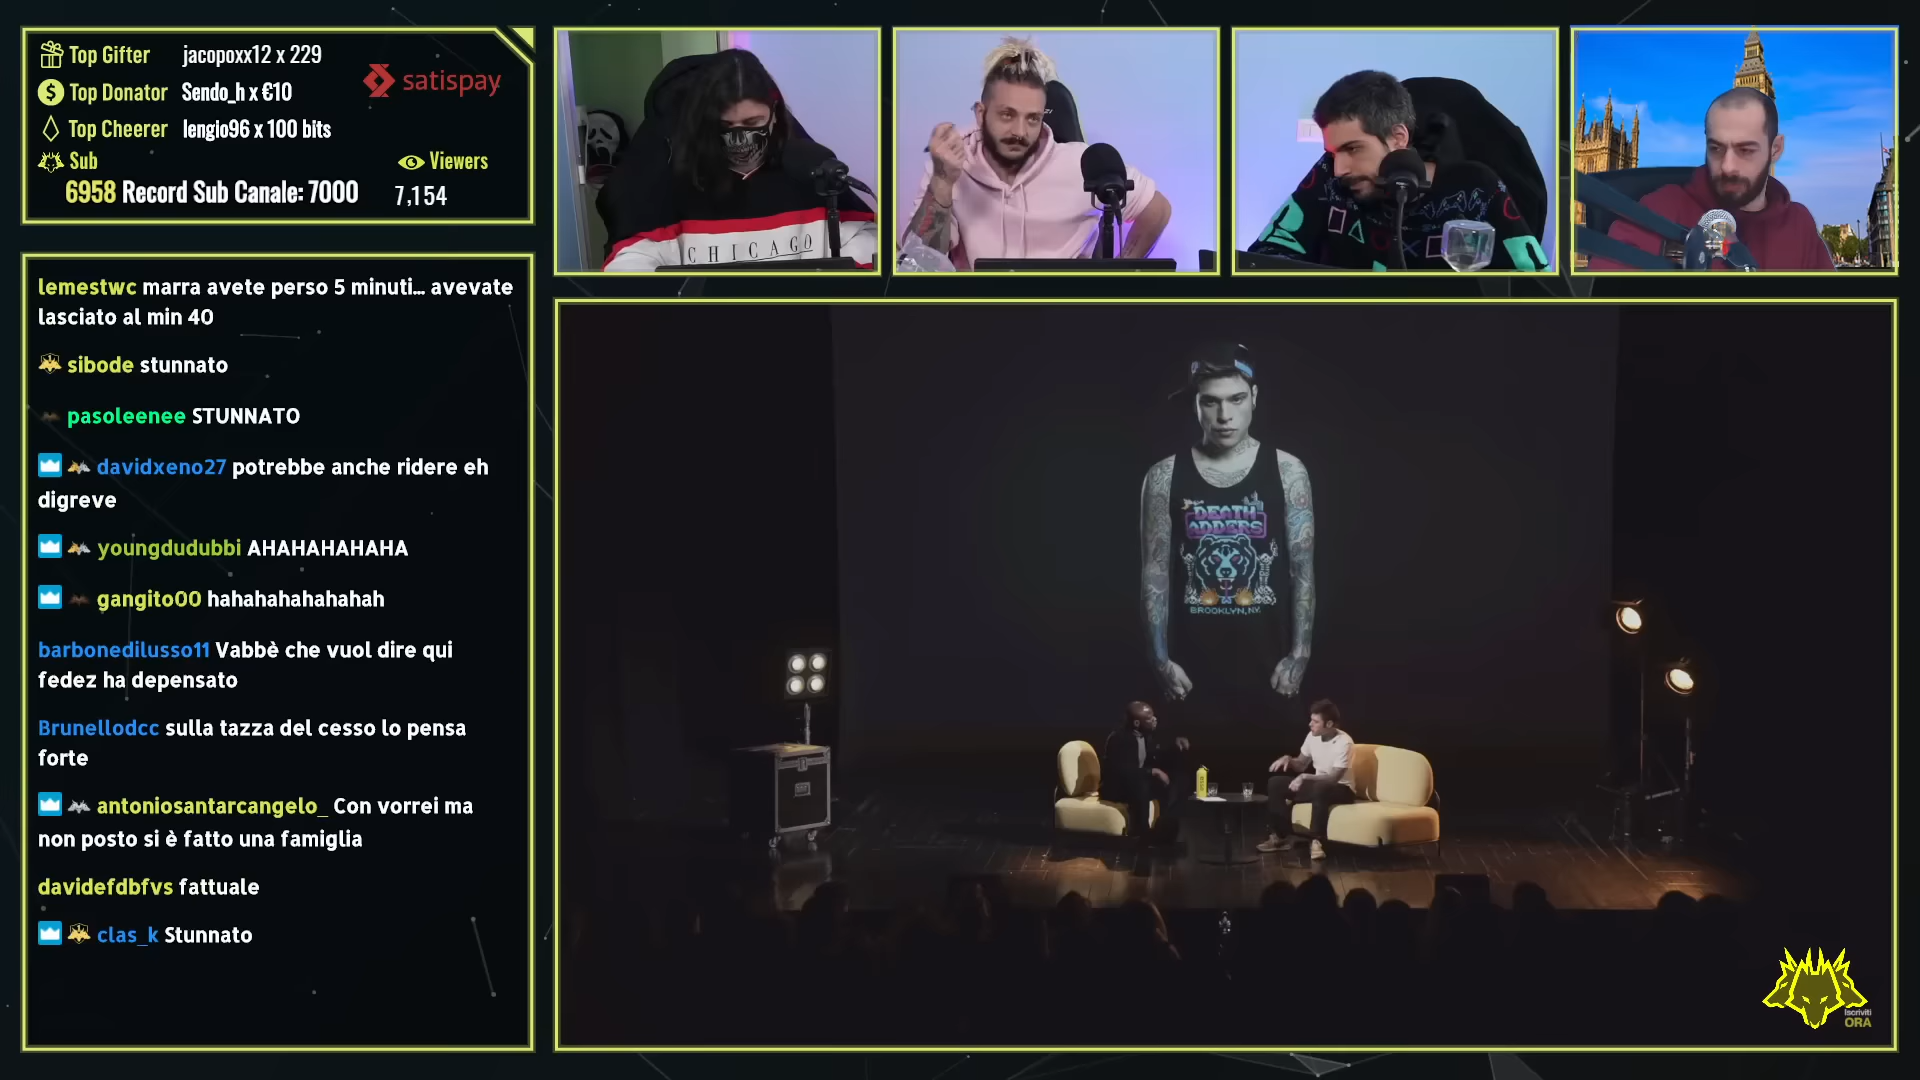 Top Gifter jacopoxx12 x 229
satispay
Top Donator Sendo_h x €10
Top Cheerer lengio96 x 100 bits
Sub Viewers
6958 Record Sub Canale: 7000 7,154
lemestwc marra avete perso 5 minuti... avevate
lasciato al min 40
sibode stunnato
pasoleenee STUNNATO
davidxeno27 potrebbe anche ridere eh
digreve
youngdudubbi AHAHAHAHAHA
gangito00 hahahahahahahah
barbonedilusso11 Vabbè che vuol dire qui
fedez ha depensato
Brunellodcc sulla tazza del cesso lo pensa
forte
antoniosantarcangelo_ Con vorrei ma
non posto si è fatto una famiglia
davidefdbfvs fattuale
clas_k Stunnato
CHICAGO
DEATH
ADDERS
BROOKLYN, NY.
Iscriviti
ORA